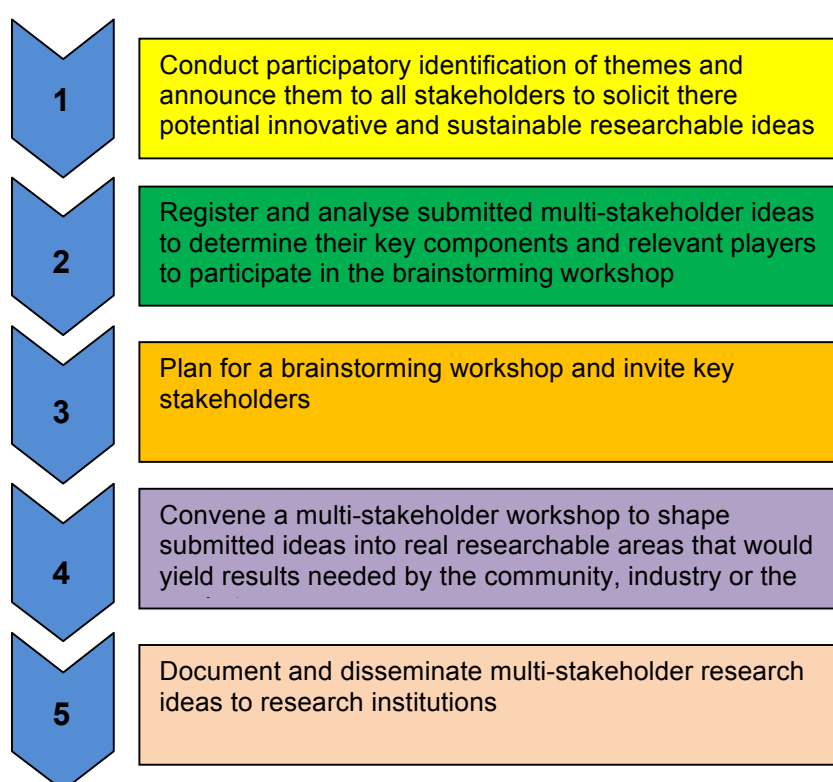 1
Conduct participatory identification of themes and
announce them to all stakeholders to solicit there
potential innovative and sustainable researchable ideas
2
Register and analyse submitted multi-stakeholder ideas
to determine their key components and relevant players
to participate in the brainstorming workshop
3
Plan for a brainstorming workshop and invite key
stakeholders
4
Convene a multi-stakeholder workshop to shape
submitted ideas into real researchable areas that would
yield results needed by the community, industry or the
5
Document and disseminate multi-stakeholder research
ideas to research institutions